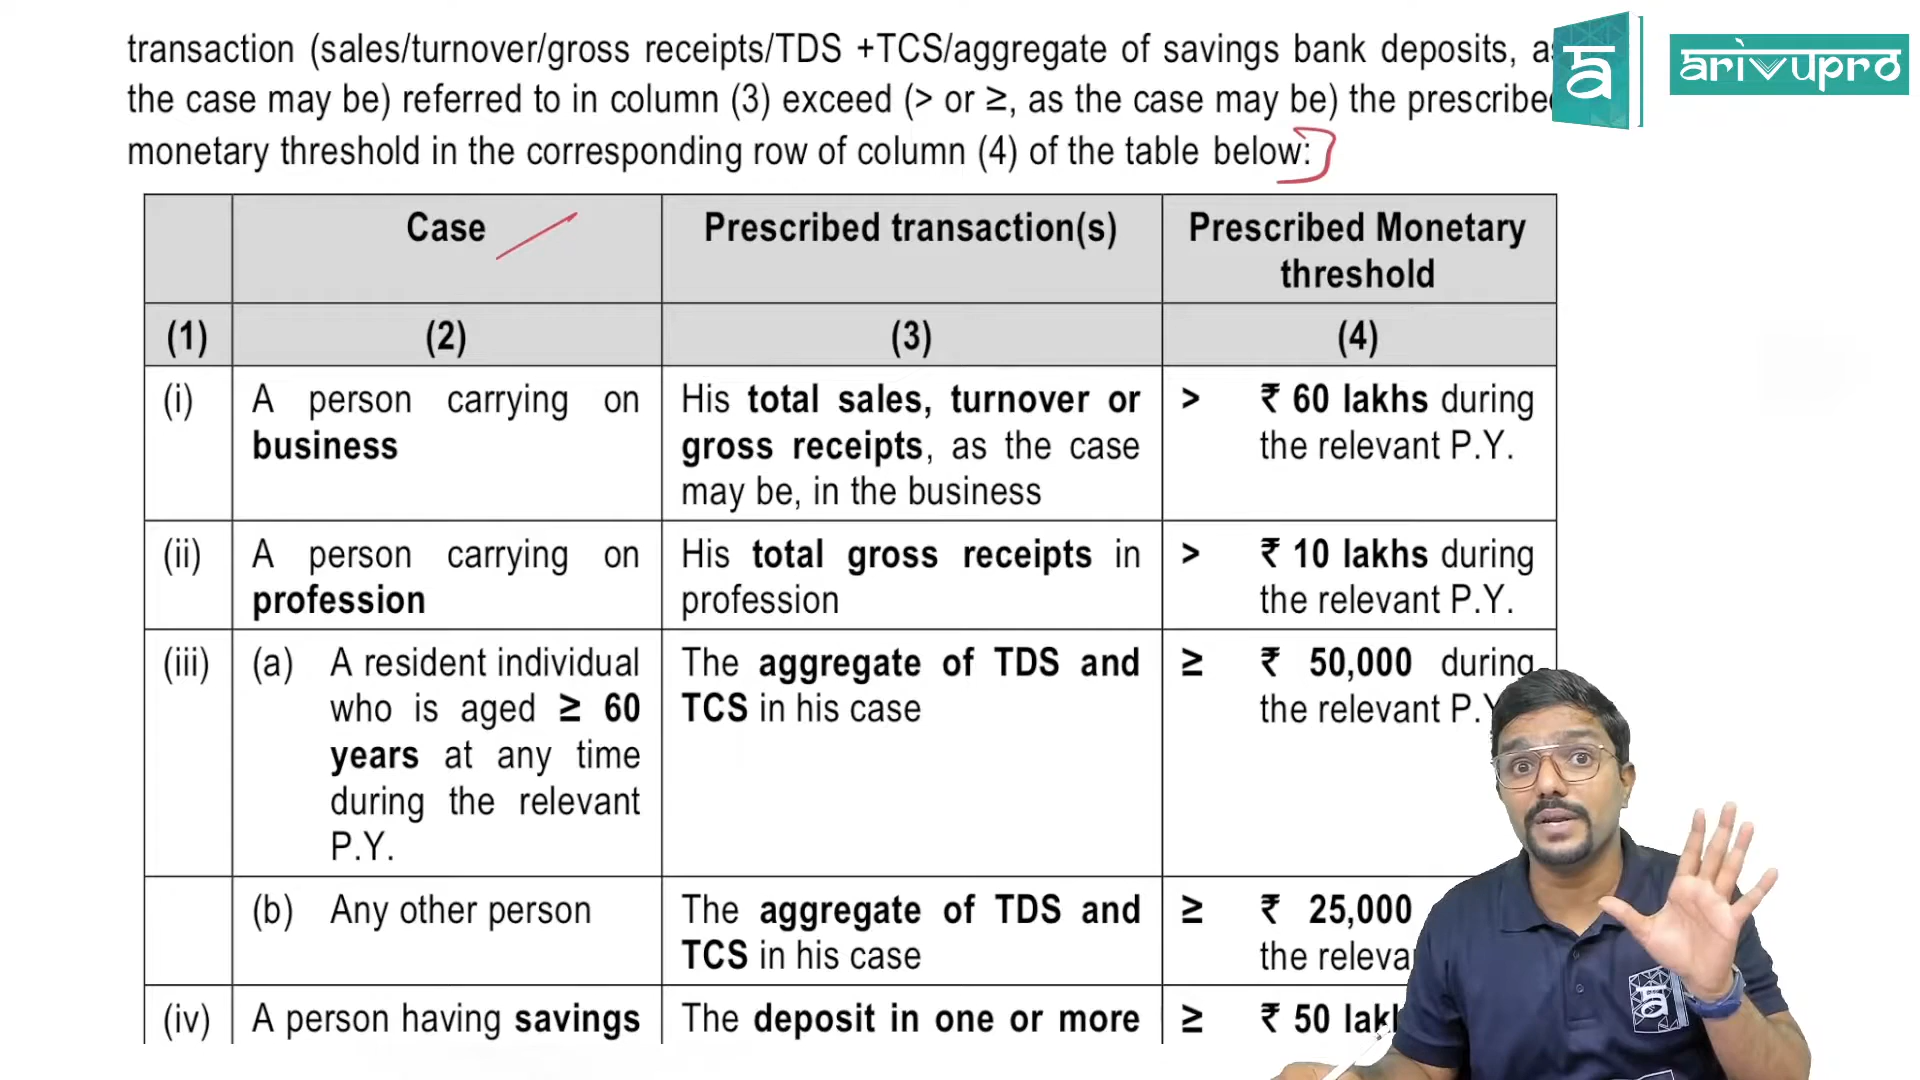 transaction (sales/turnover/gross receipts/TDS +TCS/aggregate of savings bank deposits, as
the case may be) referred to in column (3) exceed (> or ≥, as the case may be) the prescribed
monetary threshold in the corresponding row of column (4) of the table below:
arivupro
Case
Prescribed transaction(s)
Prescribed Monetary
threshold
(1)
(2)
(3)
(4)
(i)
A person carrying on
business
His total sales, turnover or
gross receipts, as the case
may be, in the business
> ₹ 60 lakhs during
the relevant P.Y.
(ii)
A person carrying on
profession
His total gross receipts in
profession
> ₹ 10 lakhs during
the relevant P.Y.
(iii)
(a) A resident individual
who is aged ≥ 60
years at any time
during the relevant
P.Y.
The aggregate of TDS and
TCS in his case
≥ ₹ 50,000 during
the relevant P.Y
(b) Any other person
The aggregate of TDS and
TCS in his case
≥ ₹ 25,000
the releva
(iv)
A person having savings
The deposit in one or more
≥ ₹ 50 lak